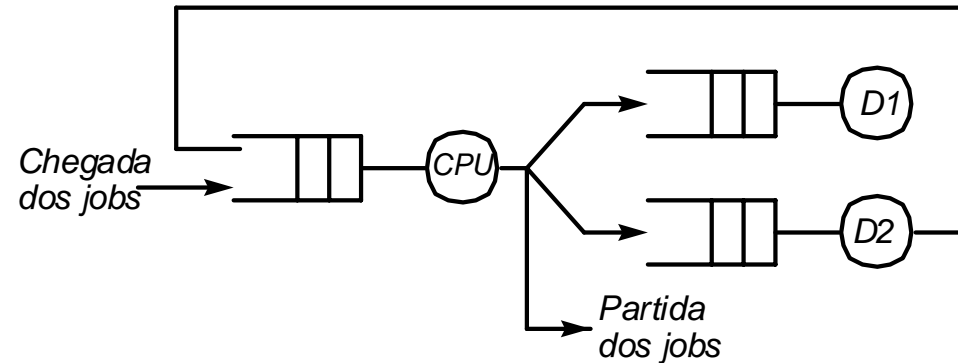 Chegada
dos jobs
CPU
D1
D2
Partida
dos jobs